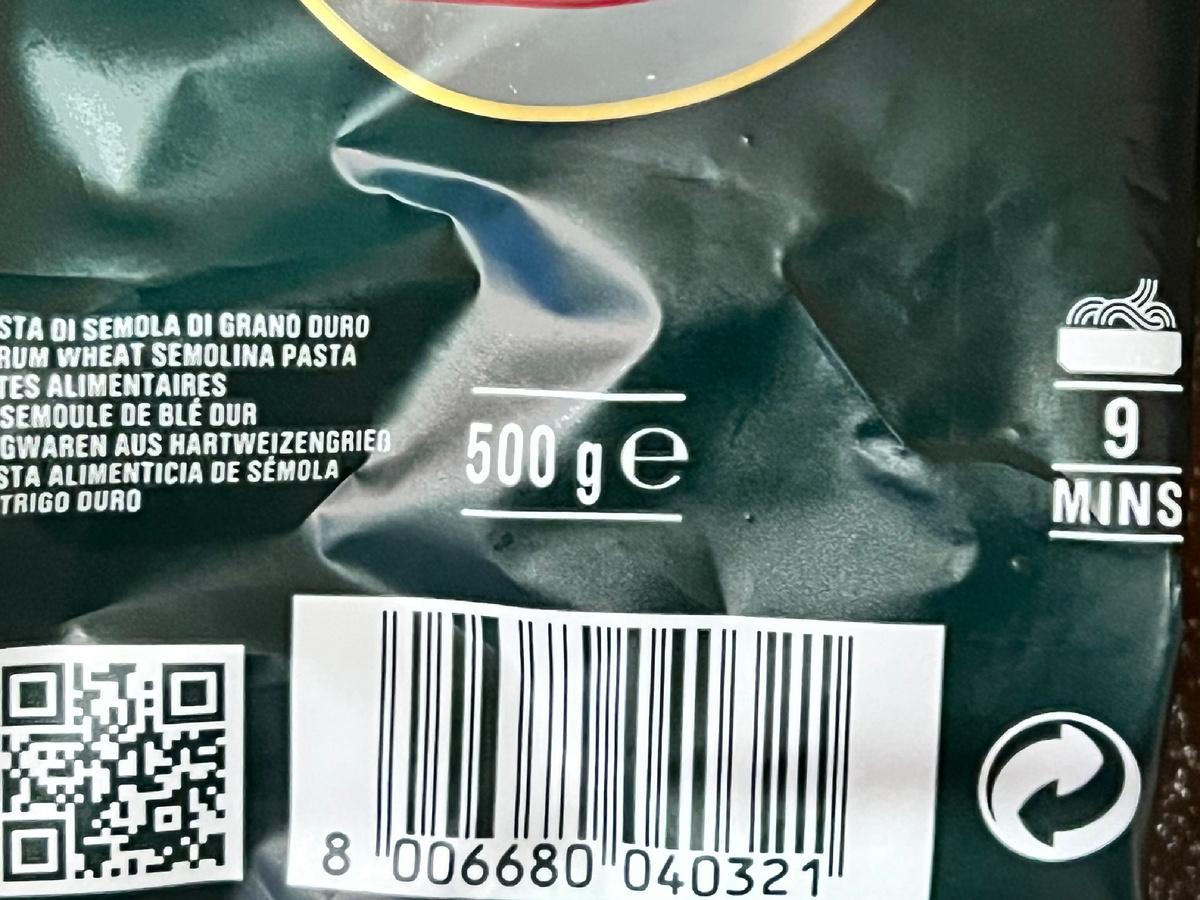 STA DI SEMOLA DI GRANO DURO
RUM WHEAT SEMOLINA PASTA
TES ALIMENTAIRES
SEMOULE DE BLÉ DUR
GWAREN AUS HARTWEIZENGRIEß
STA ALIMENTICIA DE SÉMOLA
TRIGO DURO
500 g e
9
MINS
8 006680 040321